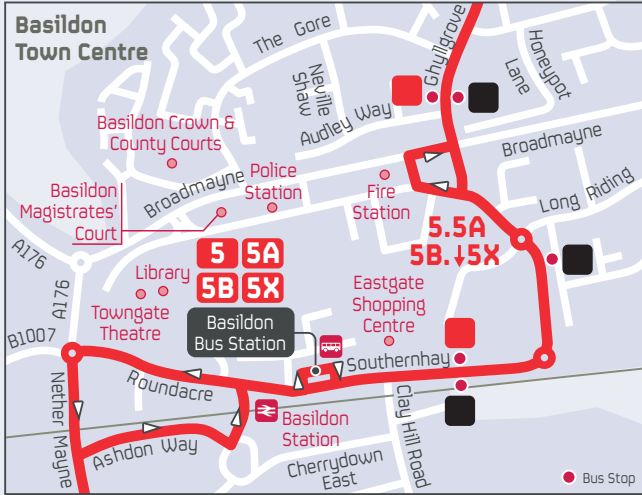 Basildon
Town Centre
The Gore
Neville
Shaw
Audley Way
Ghyllgrove
Honeypot
Lane
Basildon Crown &
County Courts
Broadmayne
Broadmayne
Police
Station
Fire
Station
Basildon
Magistrates'
Court
Long Riding
A176
A176
B1007
5 5A
5B 5X
5.5A
5B.↓5X
Library
Towngate
Theatre
Basildon
Bus Station
Eastgate
Shopping
Centre
Southernhay
Roundacre
Nether Mayne
Ashdon Way
Basildon
Station
Clay Hill Road
Cherrydown
East
Bus Stop